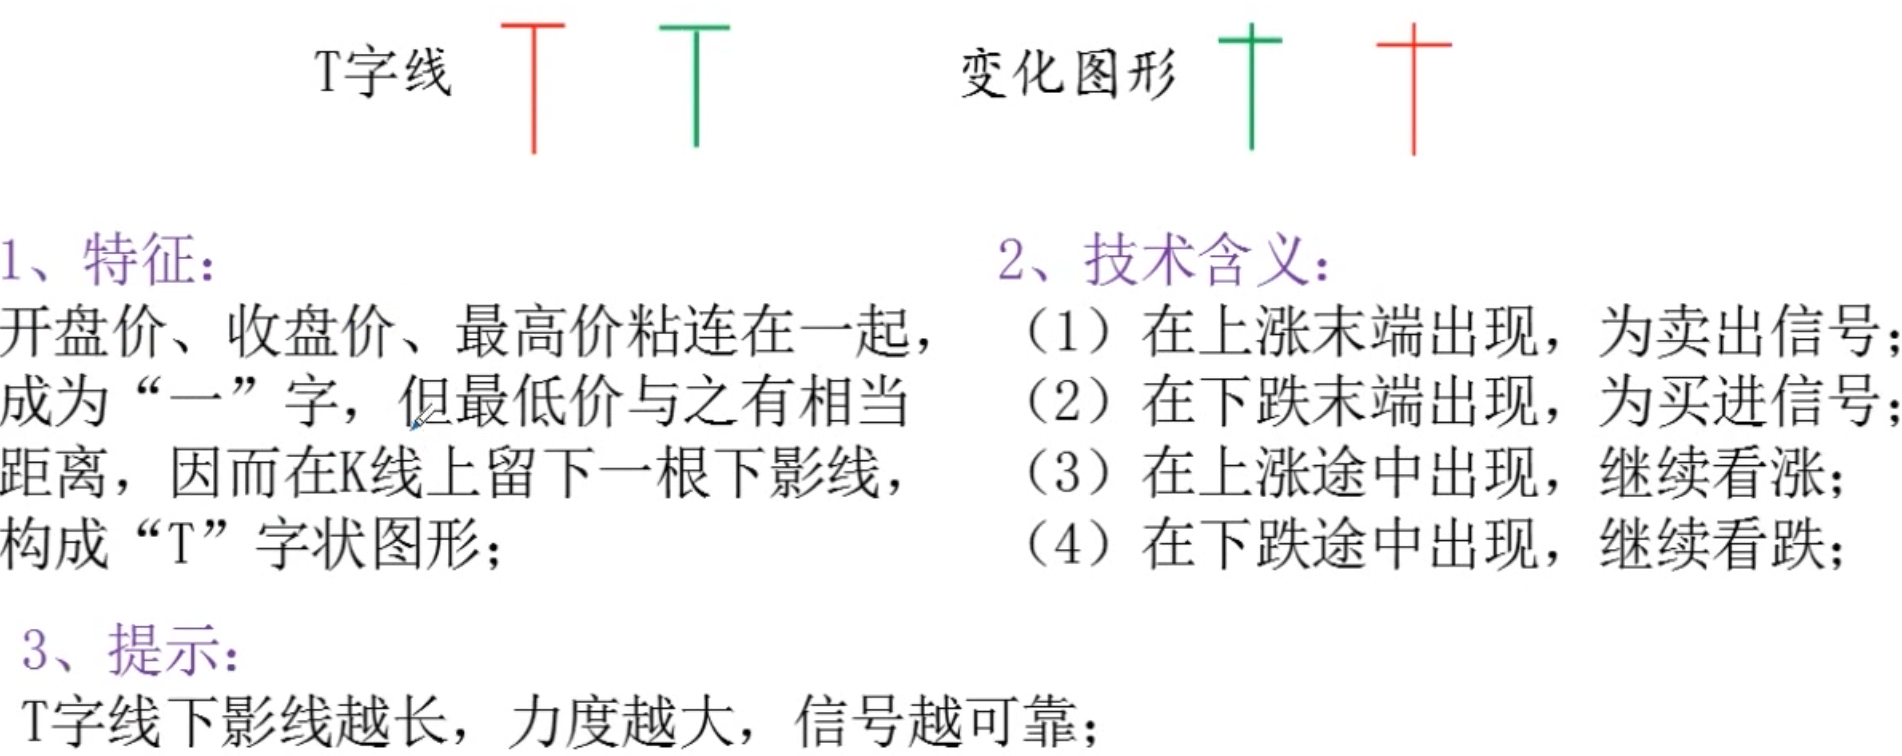 T字线
变化图形
1、特征：
开盘价、收盘价、最高价粘连在一起，
成为“一”字，但最低价与之有相当
距离，因而在K线上留下一根下影线，
构成“T”字状图形；
2、技术含义：
（1）在上涨末端出现，为卖出信号；
（2）在下跌末端出现，为买进信号；
（3）在上涨途中出现，继续看涨；
（4）在下跌途中出现，继续看跌；
3、提示：
T字线下影线越长，力度越大，信号越可靠；